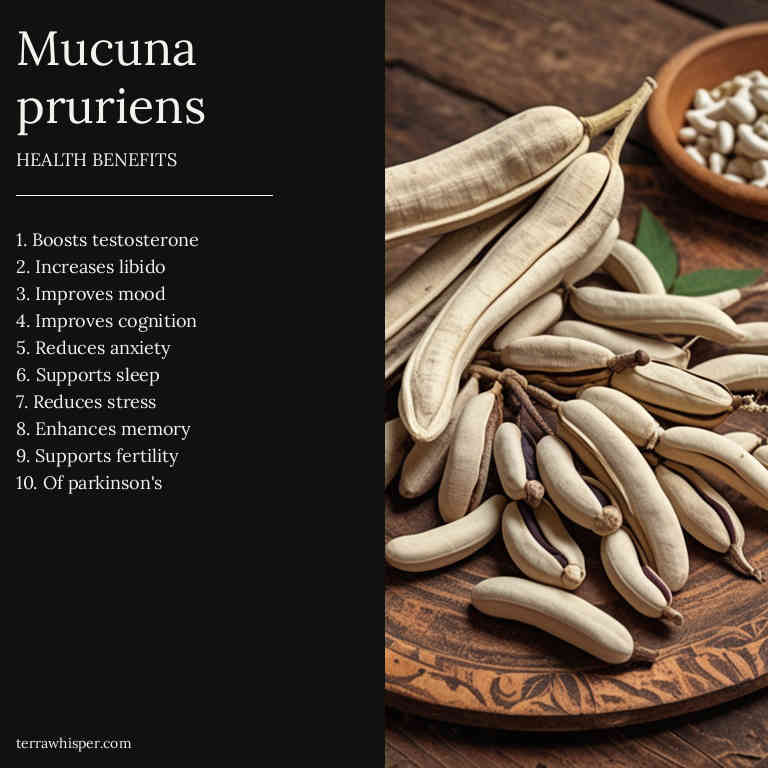 Mucuna
pruriens
HEALTH BENEFITS
1. Boosts testosterone
2. Increases libido
3. Improves mood
4. Improves cognition
5. Reduces anxiety
6. Supports sleep
7. Reduces stress
8. Enhances memory
9. Supports fertility
10. Of parkinson's
terrawhisper.com